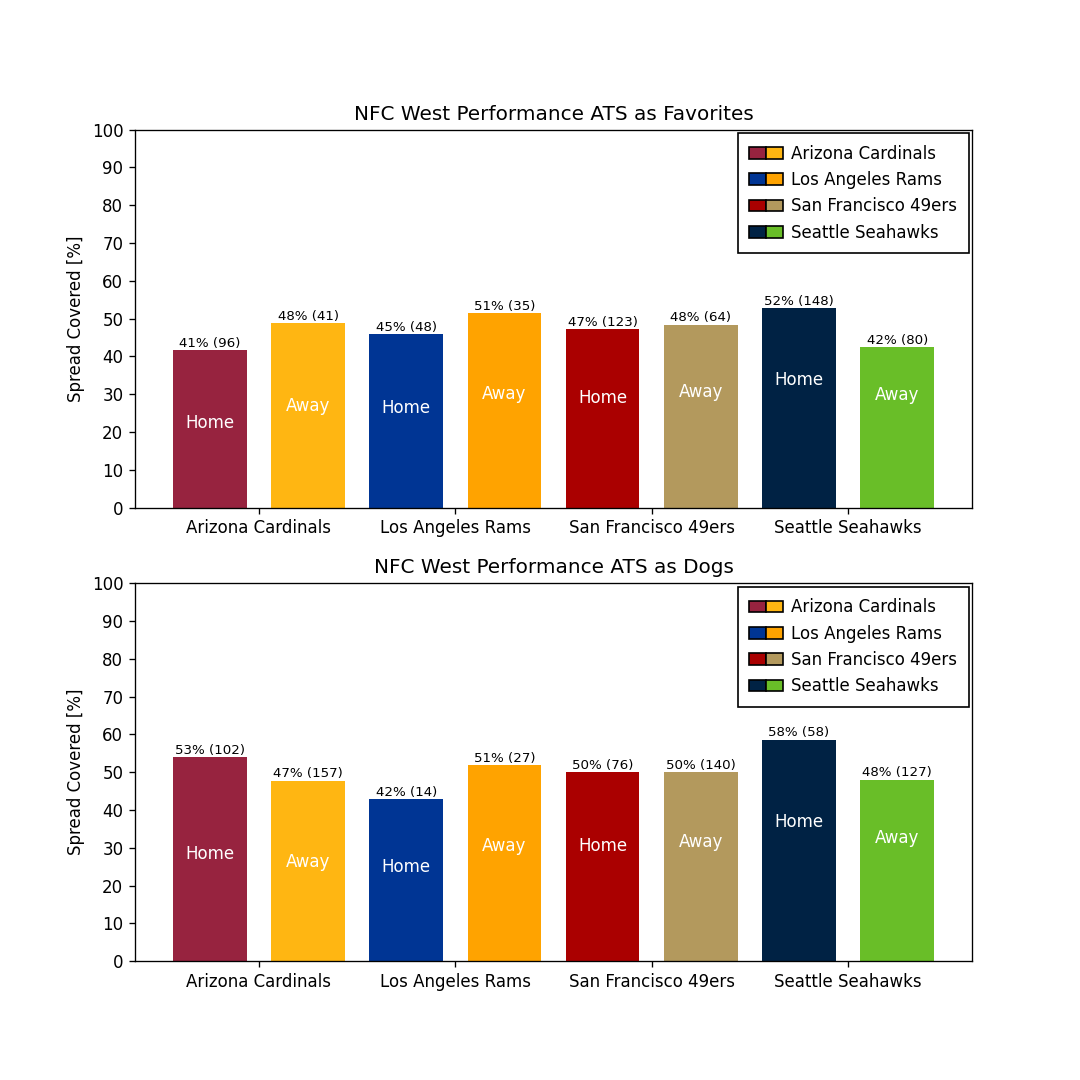 NFC West Performance ATS as Favorites
Spread Covered [%]
100
90
80
70
60
50
40
30
20
10
0
Arizona Cardinals
Los Angeles Rams
San Francisco 49ers
Seattle Seahawks
41% (96)
48% (41)
45% (48)
51% (35)
47% (123)
48% (64)
52% (148)
42% (80)
Home
Away
Home
Away
Home
Away
Home
Away
Arizona Cardinals
Los Angeles Rams
San Francisco 49ers
Seattle Seahawks
NFC West Performance ATS as Dogs
Spread Covered [%]
100
90
80
70
60
50
40
30
20
10
0
Arizona Cardinals
Los Angeles Rams
San Francisco 49ers
Seattle Seahawks
53% (102)
47% (157)
42% (14)
51% (27)
50% (76)
50% (140)
58% (58)
48% (127)
Home
Away
Home
Away
Home
Away
Home
Away
Arizona Cardinals
Los Angeles Rams
San Francisco 49ers
Seattle Seahawks